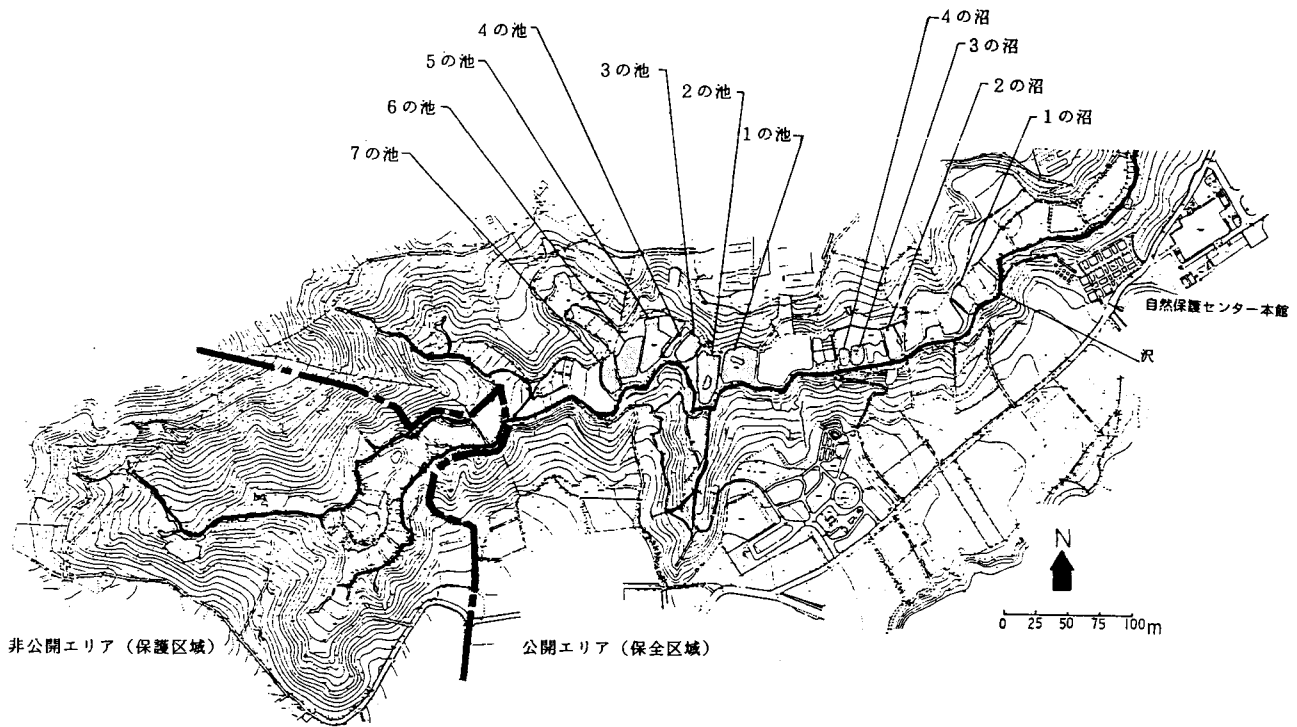 4の沼
3の沼
2の沼
1の沼
4の池
5の池
6の池
7の池
3の池
2の池
1の池
自然保護センター本館
沢
N
0 25 50 75 100m
非公開エリア（保護区域）
公開エリア（保全区域）